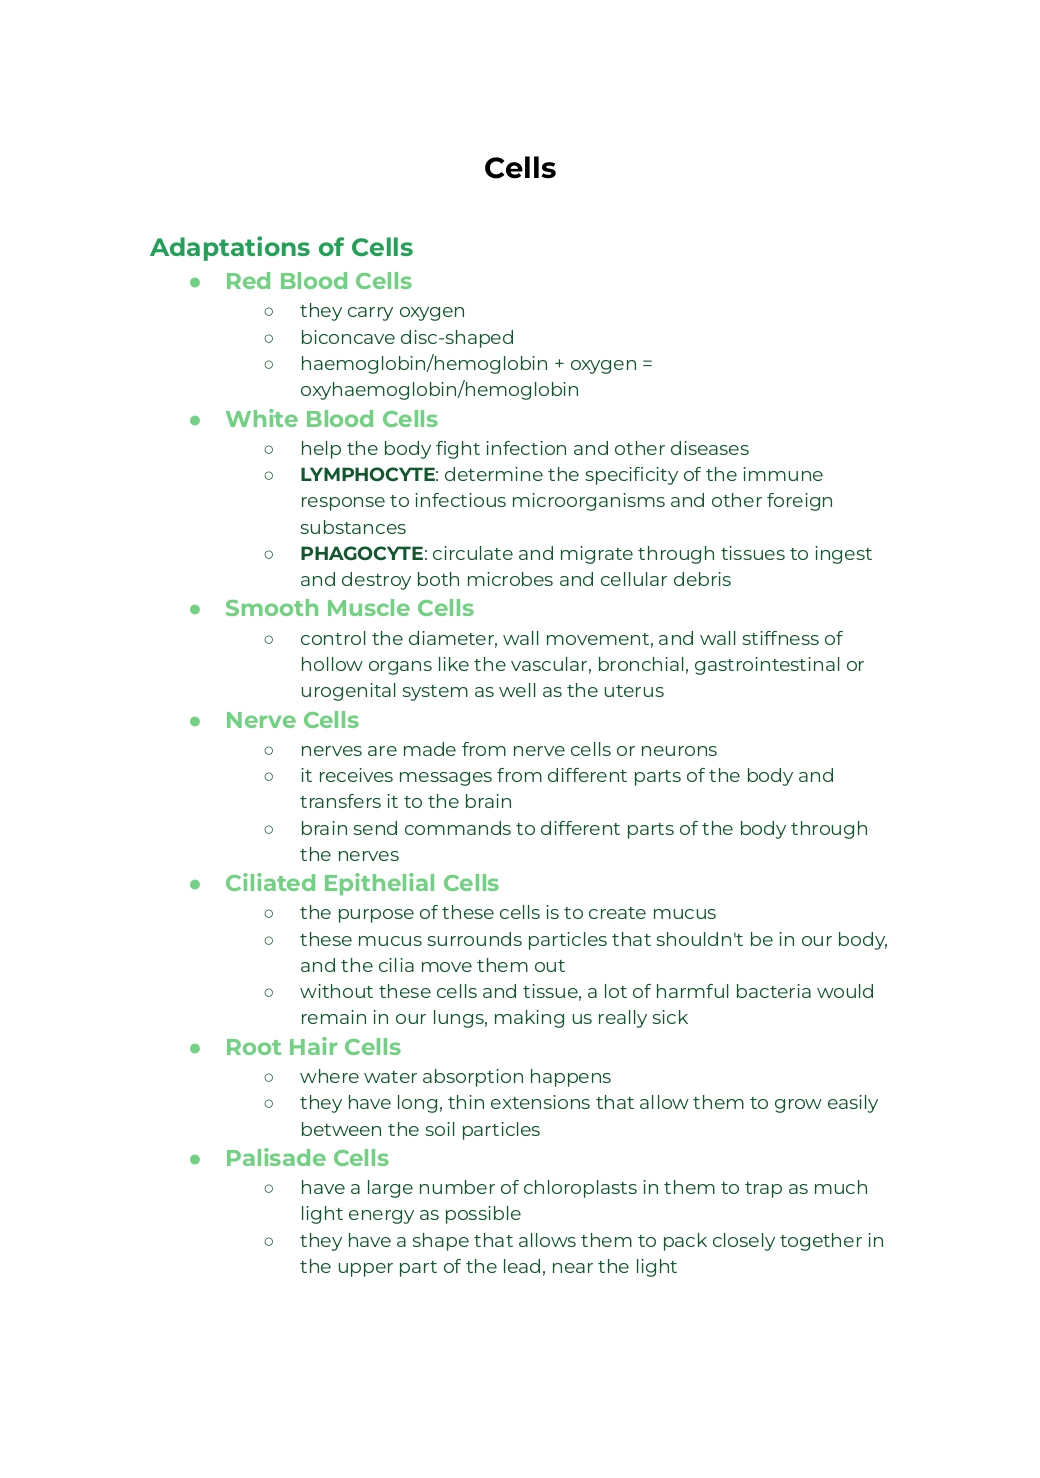 Cells
Adaptations of Cells
● Red Blood Cells
○ they carry oxygen
○ biconcave disc-shaped
○ haemoglobin/hemoglobin + oxygen =
oxyhaemoglobin/hemoglobin
● White Blood Cells
○ help the body fight infection and other diseases
○ LYMPHOCYTE: determine the specificity of the immune
response to infectious microorganisms and other foreign
substances
○ PHAGOCYTE: circulate and migrate through tissues to ingest
and destroy both microbes and cellular debris
● Smooth Muscle Cells
○ control the diameter, wall movement, and wall stiffness of
hollow organs like the vascular, bronchial, gastrointestinal or
urogenital system as well as the uterus
● Nerve Cells
○ nerves are made from nerve cells or neurons
○ it receives messages from different parts of the body and
transfers it to the brain
○ brain send commands to different parts of the body through
the nerves
● Ciliated Epithelial Cells
○ the purpose of these cells is to create mucus
○ these mucus surrounds particles that shouldn't be in our body,
and the cilia move them out
○ without these cells and tissue, a lot of harmful bacteria would
remain in our lungs, making us really sick
● Root Hair Cells
○ where water absorption happens
○ they have long, thin extensions that allow them to grow easily
between the soil particles
● Palisade Cells
○ have a large number of chloroplasts in them to trap as much
light energy as possible
○ they have a shape that allows them to pack closely together in
the upper part of the lead, near the light